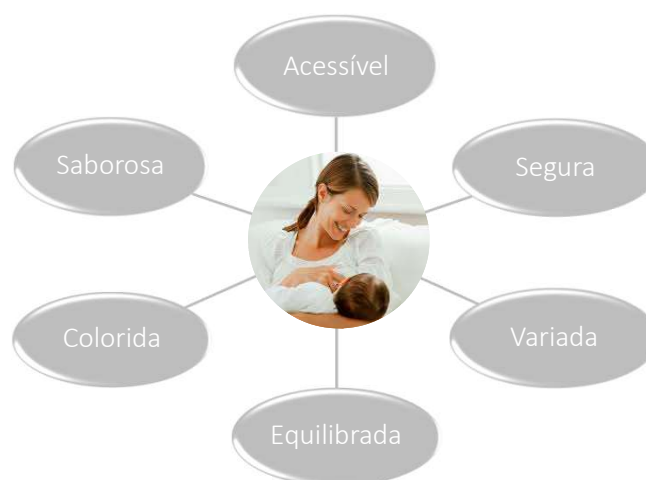 Acessível
Saborosa
Segura
Colorida
Variada
Equilibrada